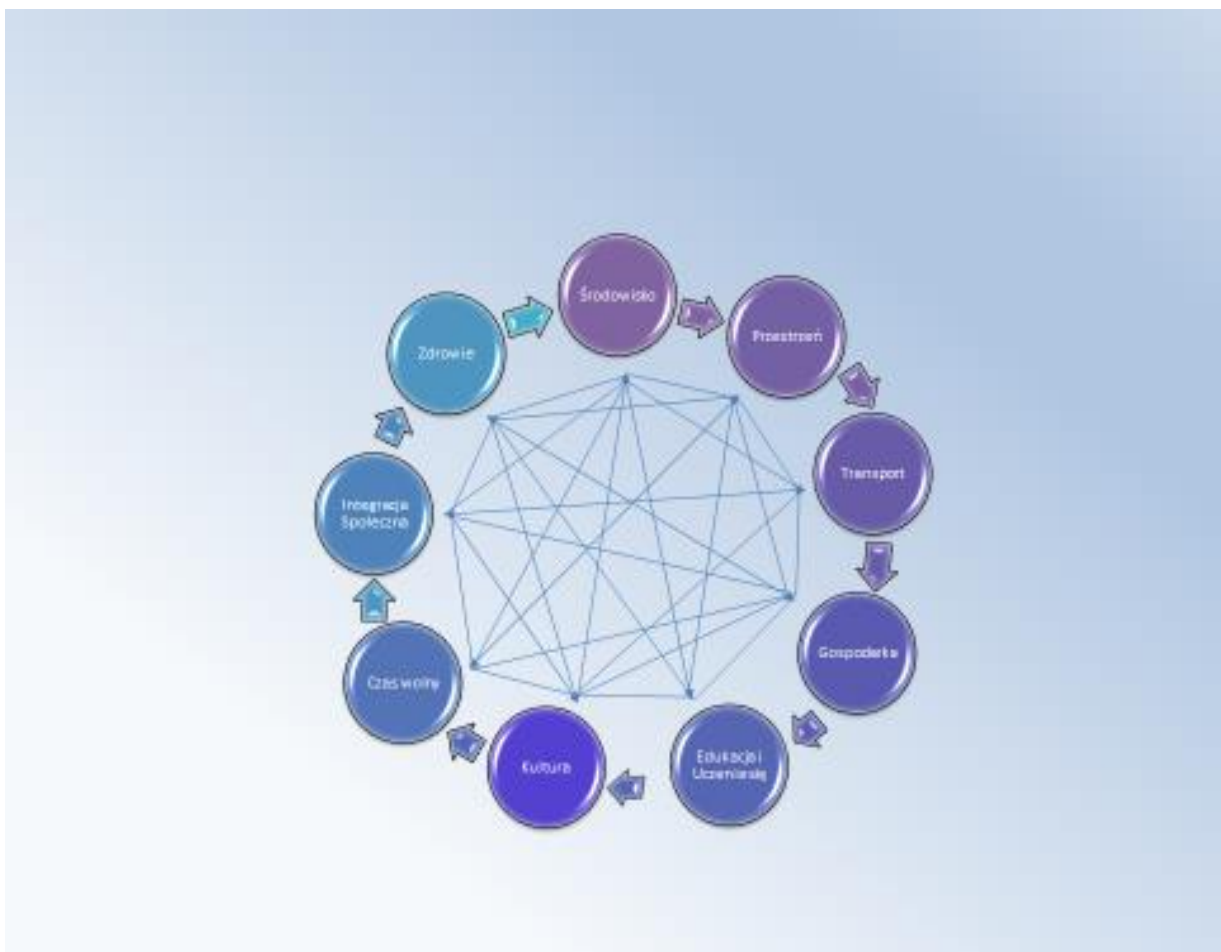 Środowisko
Przestrzeń
Transport
Gospodarka
Edukacja i
Uczenie się
Kultura
Czas wolny
Integracja
Społeczna
Zdrowie